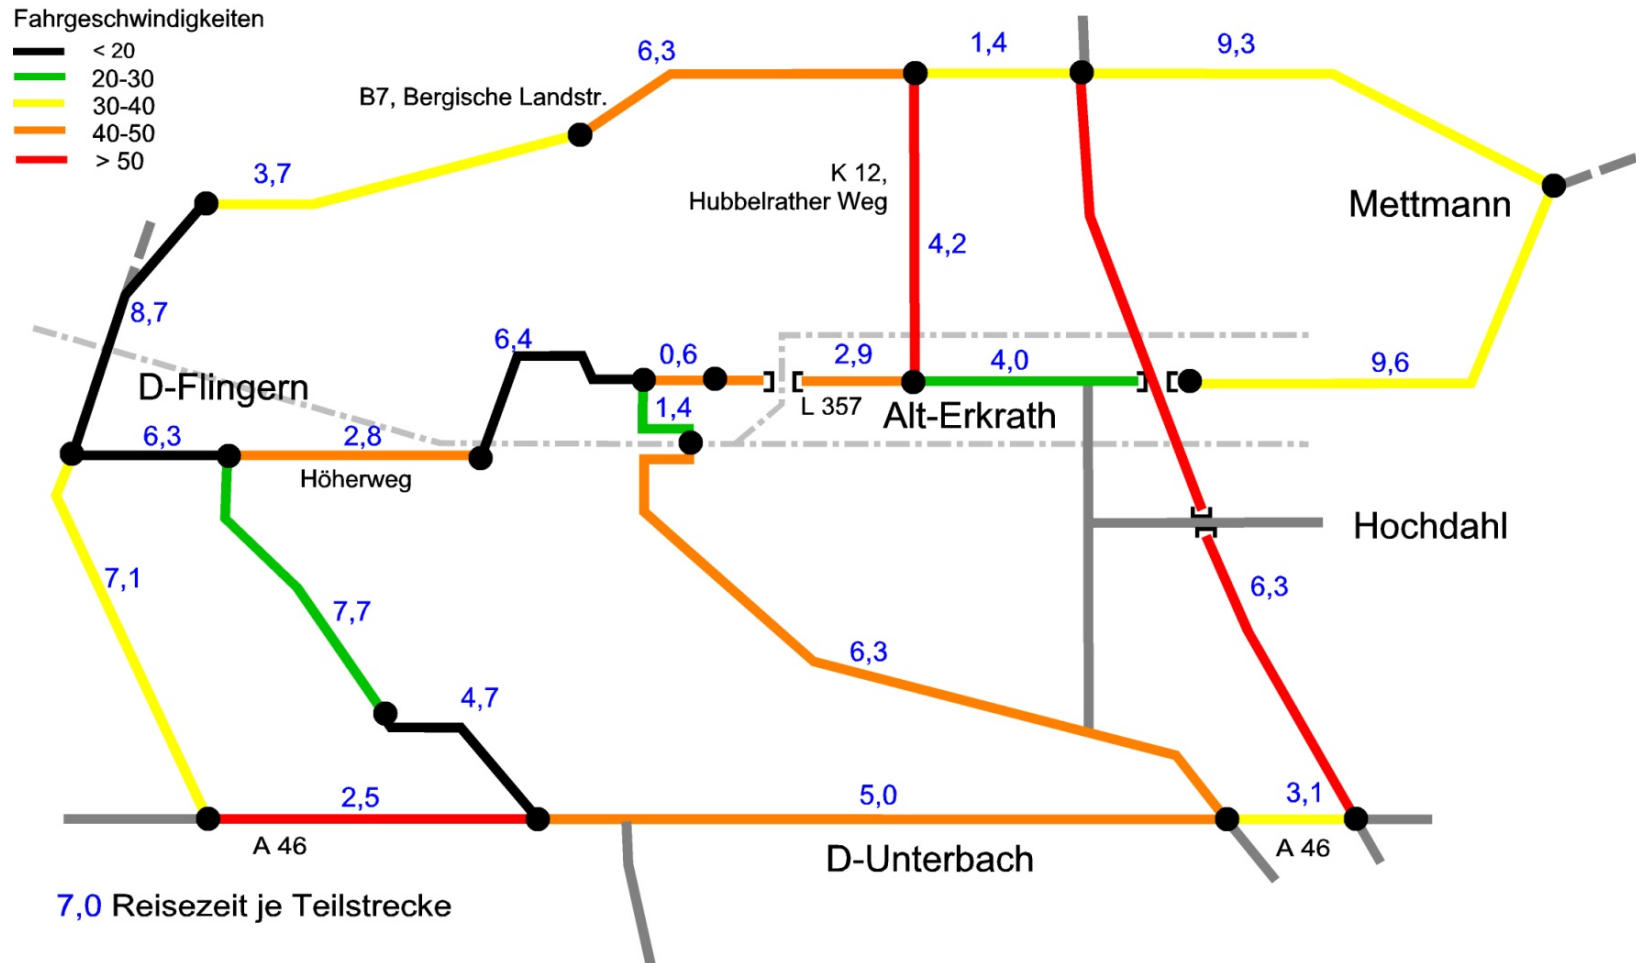 Fahrgeschwindigkeiten
< 20
20-30
30-40
40-50
> 50
6,3
1,4
9,3
B7, Bergische Landstr.
3,7
K 12,
Hubbelrather Weg
Mettmann
4,2
8,7
6,4
0,6
2,9
4,0
9,6
D-Flingern
1,4
L 357
Alt-Erkrath
6,3
2,8
Höherweg
Hochdahl
7,1
7,7
6,3
6,3
4,7
2,5
5,0
3,1
A 46
D-Unterbach
A 46
7,0 Reisezeit je Teilstrecke